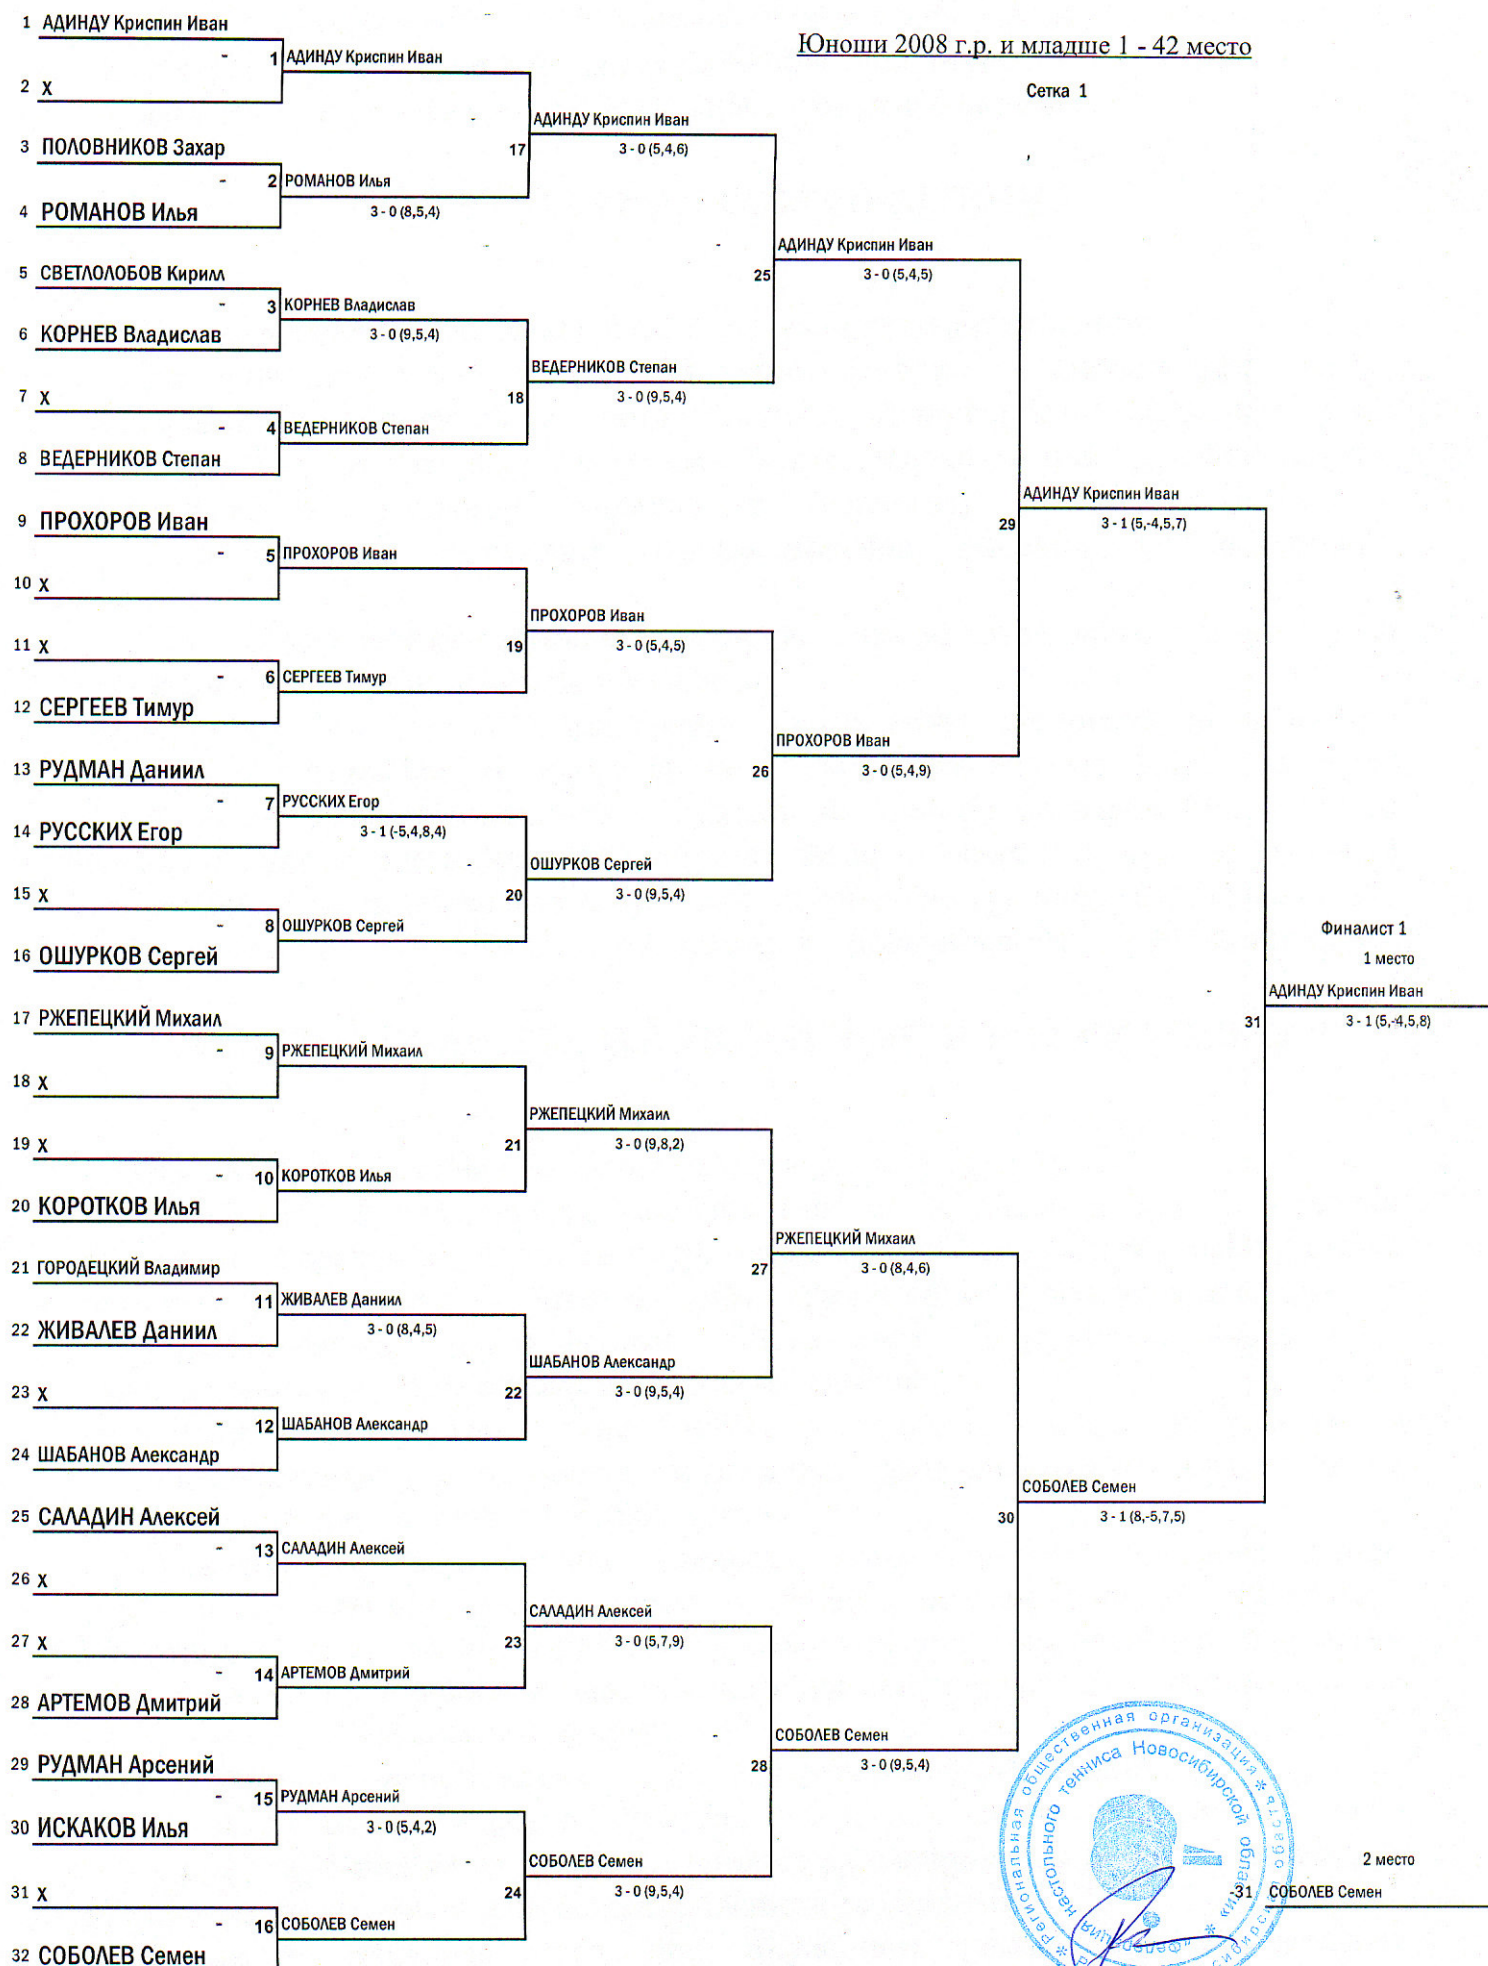 Юноши 2008 г.р. и младше 1 - 42 место
Сетка 1
1 АДИНДУ Криспин Иван
- 1 АДИНДУ Криспин Иван
2 X
АДИНДУ Криспин Иван
17 3 - 0 (5,4,6)
3 ПОЛОВНИКОВ Захар
- 2 РОМАНОВ Илья
4 РОМАНОВ Илья 3 - 0 (8,5,4)
- АДИНДУ Криспин Иван
25 3 - 0 (5,4,5)
5 СВЕТЛОЛОБОВ Кирилл
- 3 КОРНЕВ Владислав
6 КОРНЕВ Владислав 3 - 0 (9,5,4)
ВЕДЕРНИКОВ Степан
18 3 - 0 (9,5,4)
7 X
- 4 ВЕДЕРНИКОВ Степан
8 ВЕДЕРНИКОВ Степан
- АДИНДУ Криспин Иван
29 3 - 1 (5,-4,5,7)
9 ПРОХОРОВ Иван
- 5 ПРОХОРОВ Иван
10 X
- ПРОХОРОВ Иван
19 3 - 0 (5,4,5)
11 X
- 6 СЕРГЕЕВ Тимур
12 СЕРГЕЕВ Тимур
- ПРОХОРОВ Иван
26 3 - 0 (5,4,9)
13 РУДМАН Даниил
- 7 РУССКИХ Егор
14 РУССКИХ Егор 3 - 1 (-5,4,8,4)
- ОШУРКОВ Сергей
20 3 - 0 (9,5,4)
15 X
- 8 ОШУРКОВ Сергей
16 ОШУРКОВ Сергей
Финалист 1
1 место
- АДИНДУ Криспин Иван
31 3 - 1 (5,-4,5,8)
17 РЖЕПЕЦКИЙ Михаил
- 9 РЖЕПЕЦКИЙ Михаил
18 X
- РЖЕПЕЦКИЙ Михаил
21 3 - 0 (9,8,2)
19 X
- 10 КОРОТКОВ Илья
20 КОРОТКОВ Илья
- РЖЕПЕЦКИЙ Михаил
27 3 - 0 (8,4,6)
21 ГОРОДЕЦКИЙ Владимир
- 11 ЖИВАЛЕВ Даниил
22 ЖИВАЛЕВ Даниил 3 - 0 (8,4,5)
- ШАБАНОВ Александр
22 3 - 0 (9,5,4)
23 X
- 12 ШАБАНОВ Александр
24 ШАБАНОВ Александр
- СОБОЛЕВ Семен
30 3 - 1 (8,-5,7,5)
25 САЛАДИН Алексей
- 13 САЛАДИН Алексей
26 X
- САЛАДИН Алексей
23 3 - 0 (5,7,9)
27 X
- 14 АРТЕМОВ Дмитрий
28 АРТЕМОВ Дмитрий
- СОБОЛЕВ Семен
28 3 - 0 (9,5,4)
29 РУДМАН Арсений
- 15 РУДМАН Арсений
30 ИСКАКОВ Илья 3 - 0 (5,4,2)
- СОБОЛЕВ Семен
24 3 - 0 (9,5,4)
31 X
- 16 СОБОЛЕВ Семен
32 СОБОЛЕВ Семен
2 место
-31 СОБОЛЕВ Семен
* Региональная общественная организация *
«Федерация настольного тенниса Новосибирской области» *